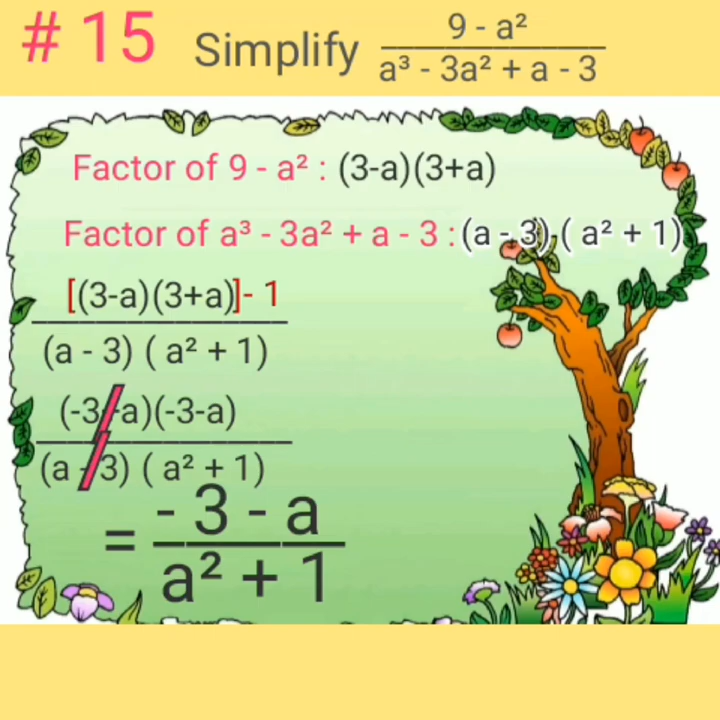 # 15 Simplify 9 - a² / a³ - 3a² + a - 3
Factor of 9 - a² : (3-a)(3+a)
Factor of a³ - 3a² + a - 3 : (a - 3) ( a² + 1)
[(3-a)(3+a)]- 1
(a - 3) ( a² + 1)
(-3+a)(-3-a)
(a - 3) ( a² + 1)
= - 3 - a
a² + 1